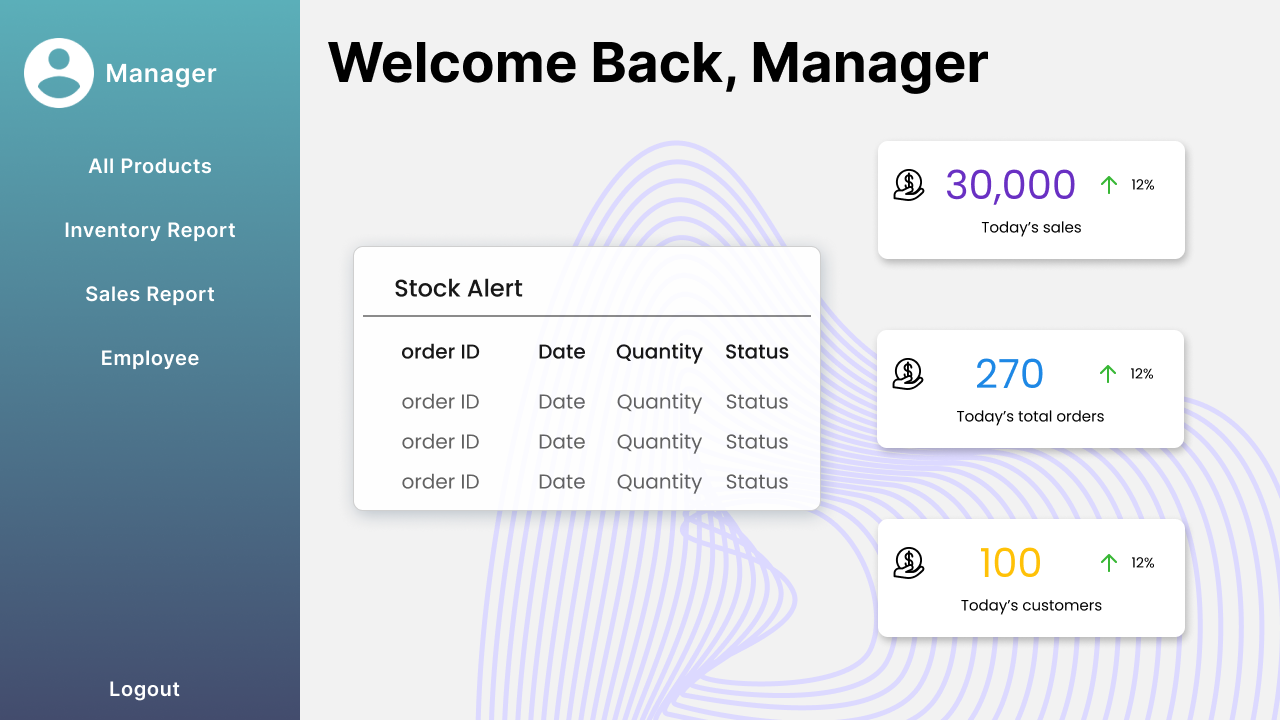 Manager
All Products
Inventory Report
Sales Report
Employee
Logout
Welcome Back, Manager
Stock Alert
order ID Date Quantity Status
order ID Date Quantity Status
order ID Date Quantity Status
order ID Date Quantity Status
30,000 12%
Today’s sales
270 12%
Today’s total orders
100 12%
Today’s customers